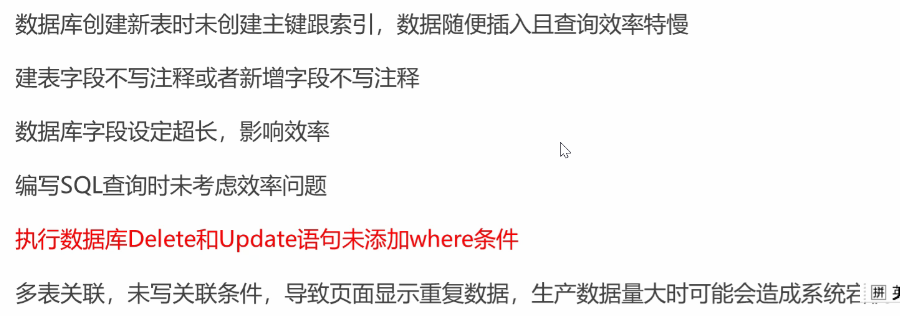 数据库创建新表时未创建主键跟索引，数据随便插入且查询效率特慢
建表字段不写注释或者新增字段不写注释
数据库字段设定超长，影响效率
编写SQL查询时未考虑效率问题
执行数据库Delete和Update语句未添加where条件
多表关联，未写关联条件，导致页面显示重复数据，生产数据量大时可能会造成系统宕
拼